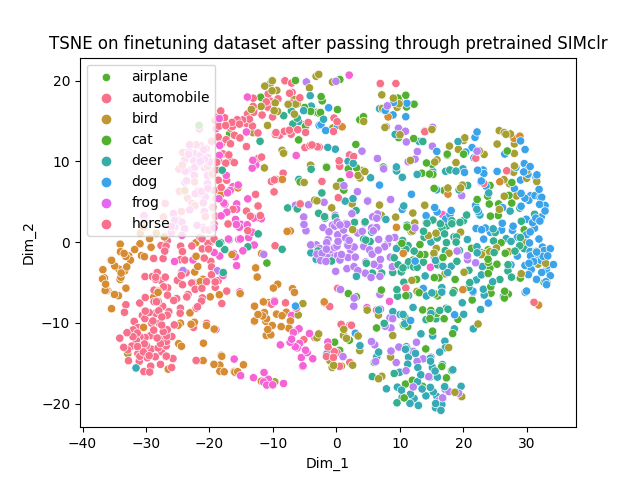 TSNE on finetuning dataset after passing through pretrained SIMclr
airplane
automobile
bird
cat
deer
dog
frog
horse
20
10
0
−10
−20
Dim_2
−40
−30
−20
−10
0
10
20
30
Dim_1